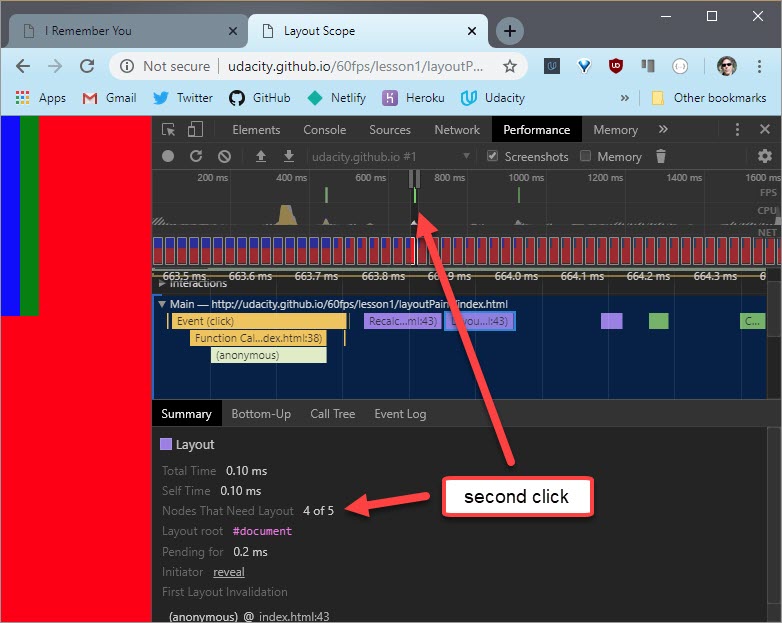 I Remember You
Layout Scope
Not secure | udacity.github.io/60fps/lesson1/layoutP...
Apps Gmail Twitter GitHub Netlify Heroku Udacity » Other bookmarks
Elements Console Sources Network Performance Memory »
udacity.github.io #1 Screenshots Memory
200 ms 400 ms 600 ms 800 ms 1000 ms 1200 ms 1400 ms 1600 ms
FPS
CPU
NET
663.5 ms 663.6 ms 663.7 ms 663.8 ms 663.9 ms 664.0 ms 664.1 ms 664.2 ms 664.3 ms
Interactions
Main — http://udacity.github.io/60fps/lesson1/layoutPaint/index.html
Event (click) Recalc...ml:43) Layou...l:43) C...
Function Cal...dex.html:38)
(anonymous)
Summary Bottom-Up Call Tree Event Log
Layout
Total Time 0.10 ms
Self Time 0.10 ms
second click
Nodes That Need Layout 4 of 5
Layout root #document
Pending for 0.2 ms
Initiator reveal
First Layout Invalidation
(anonymous) @ index.html:43